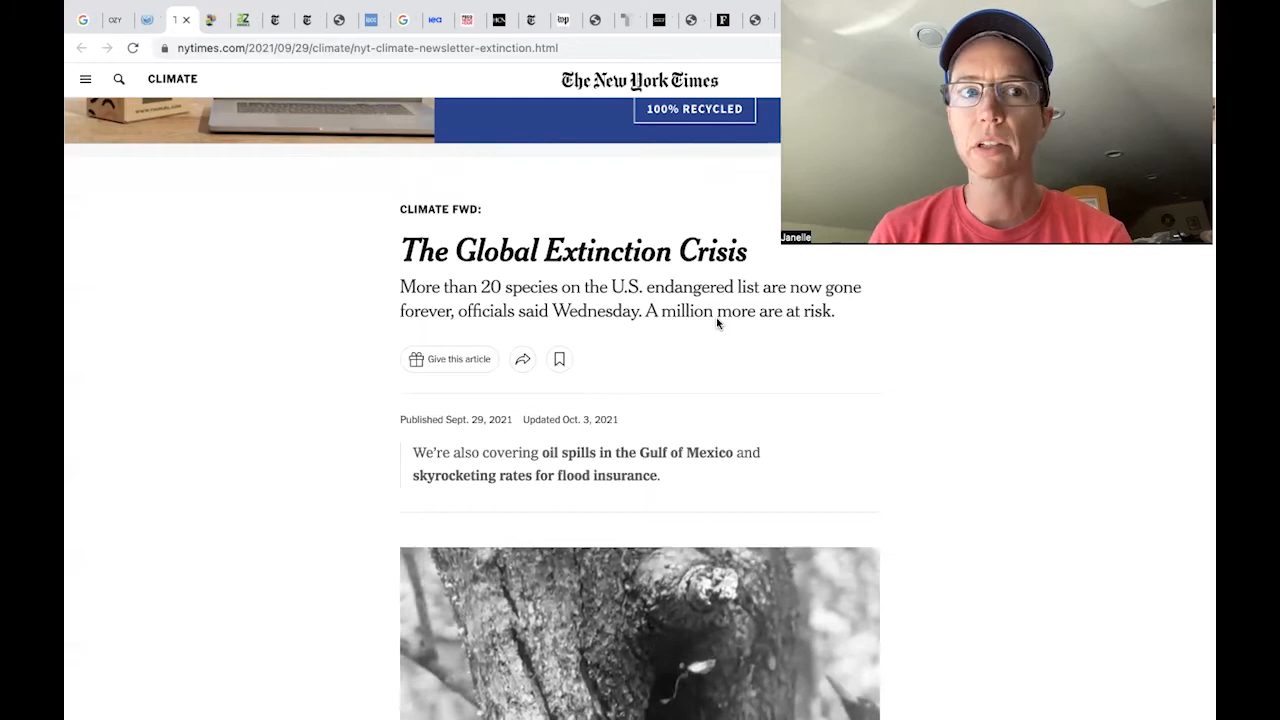 OZY
nytimes.com/2021/09/29/climate/nyt-climate-newsletter-extinction.html
CLIMATE
The New York Times
100% RECYCLED
Janelle
CLIMATE FWD:
The Global Extinction Crisis
More than 20 species on the U.S. endangered list are now gone
forever, officials said Wednesday. A million more are at risk.
Give this article
Published Sept. 29, 2021 Updated Oct. 3, 2021
We’re also covering oil spills in the Gulf of Mexico and
skyrocketing rates for flood insurance.